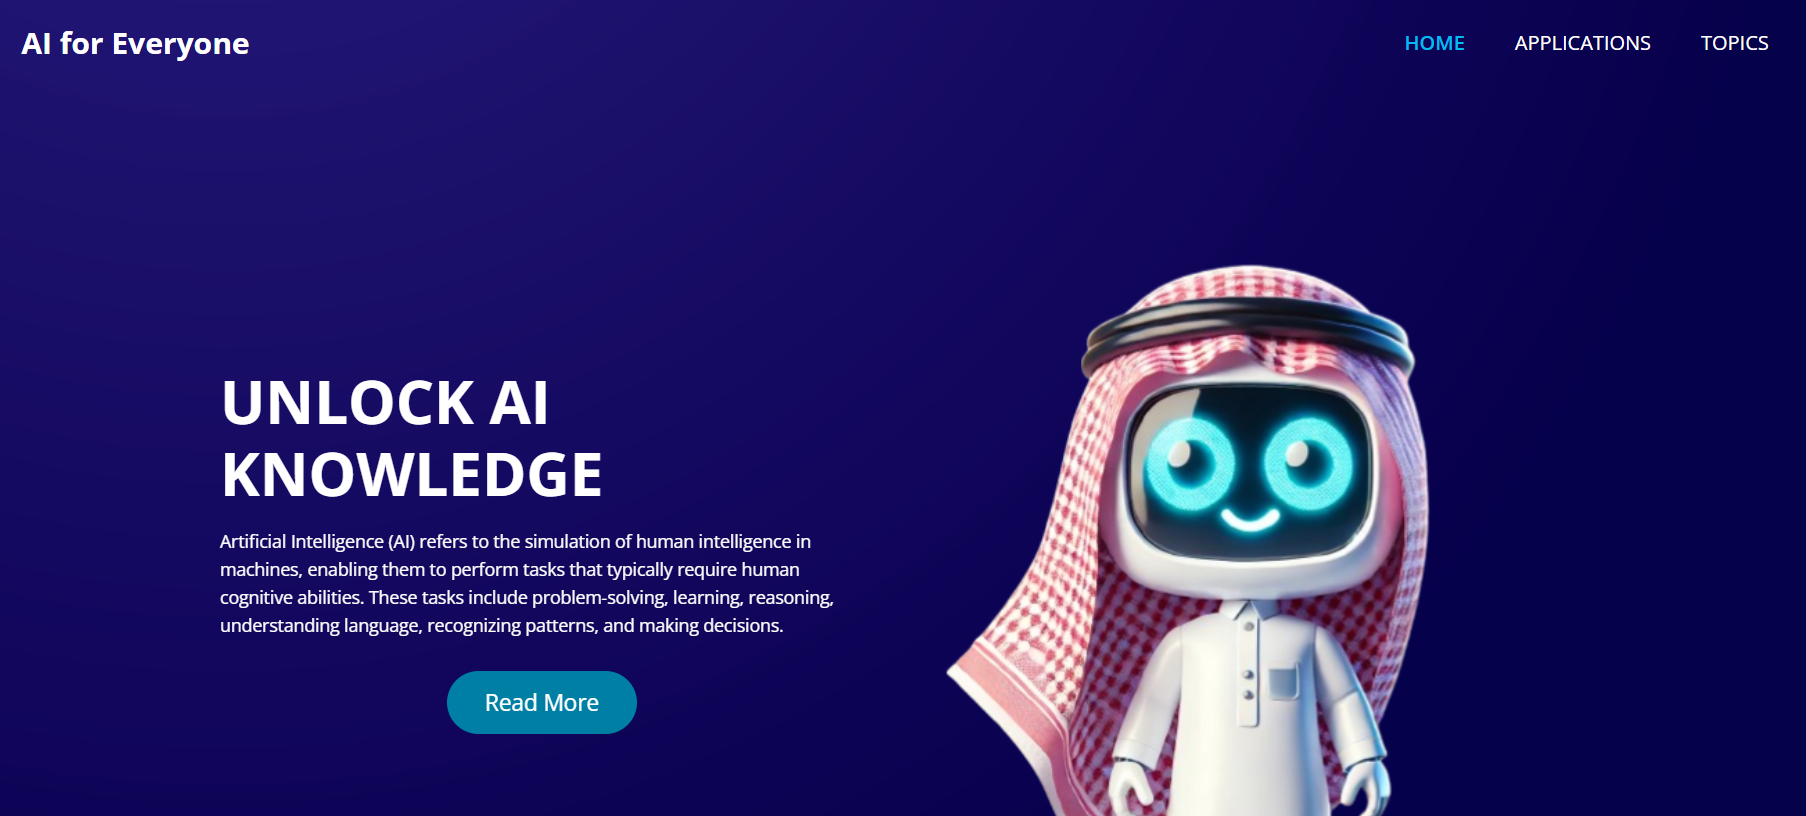 AI for Everyone
HOME
APPLICATIONS
TOPICS
UNLOCK AI
KNOWLEDGE
Artificial Intelligence (AI) refers to the simulation of human intelligence in
machines, enabling them to perform tasks that typically require human
cognitive abilities. These tasks include problem-solving, learning, reasoning,
understanding language, recognizing patterns, and making decisions.
Read More